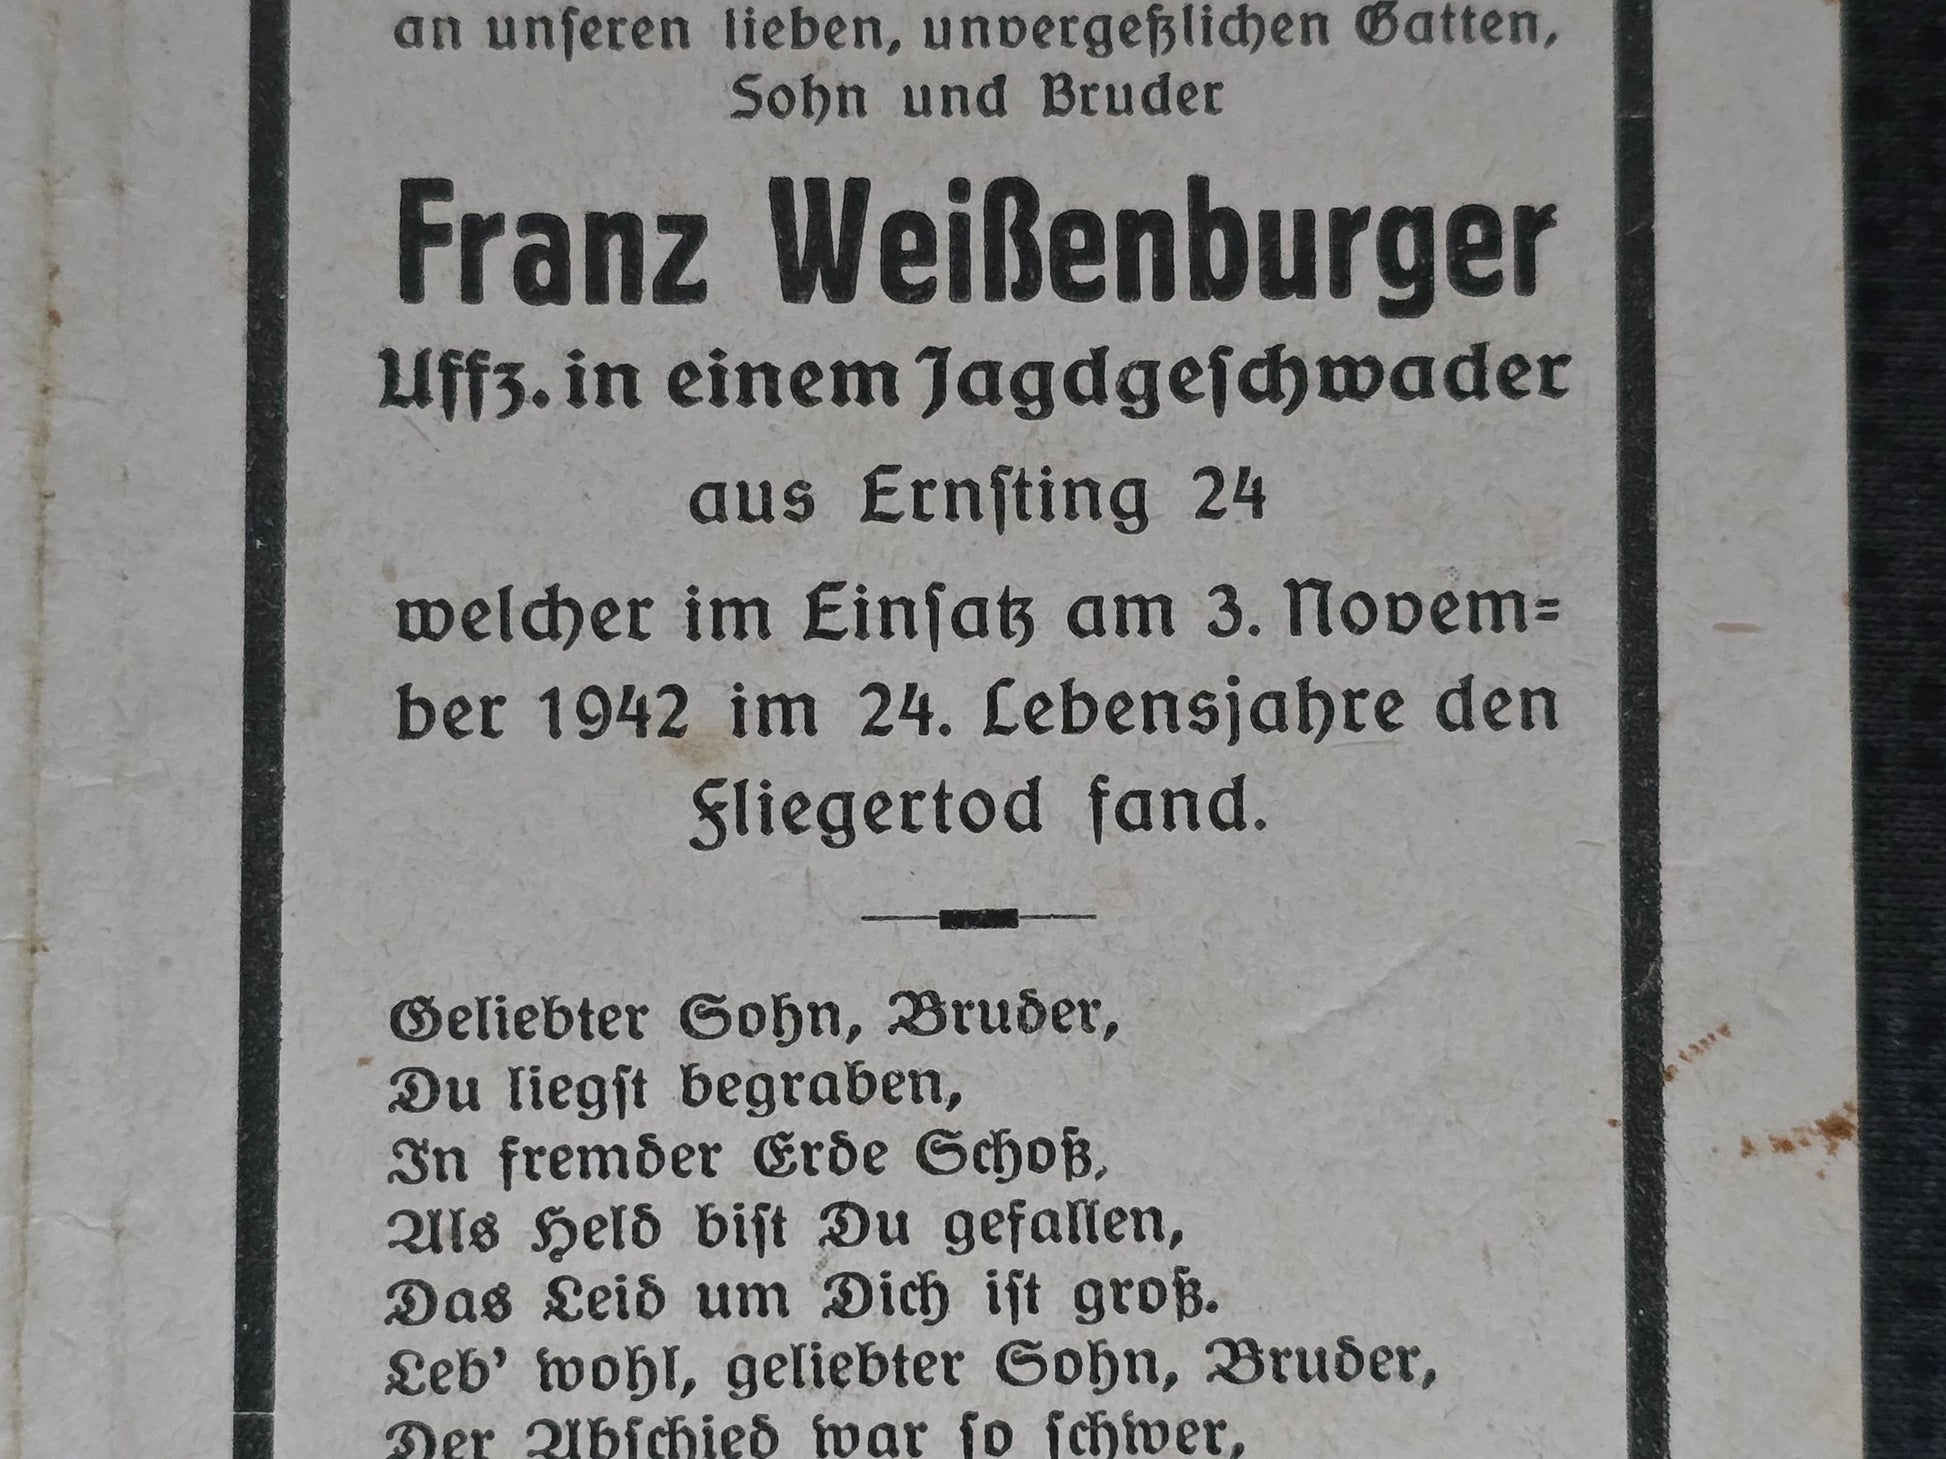 an unſeren lieben, unvergeßlichen Gatten,
Sohn und Bruder
Franz Weißenburger
Uffz. in einem Jagdgeſchwader
aus Ernſting 24
welcher im Einſatz am 3. Novem=
ber 1942 im 24. Lebensjahre den
Fliegertod fand.
Geliebter Sohn, Bruder,
Du liegſt begraben,
In fremder Erde Schoß,
Als Held biſt Du gefallen,
Das Leid um Dich iſt groß.
Leb' wohl, geliebter Sohn, Bruder,
Der Abſchied war ſo ſchwer,